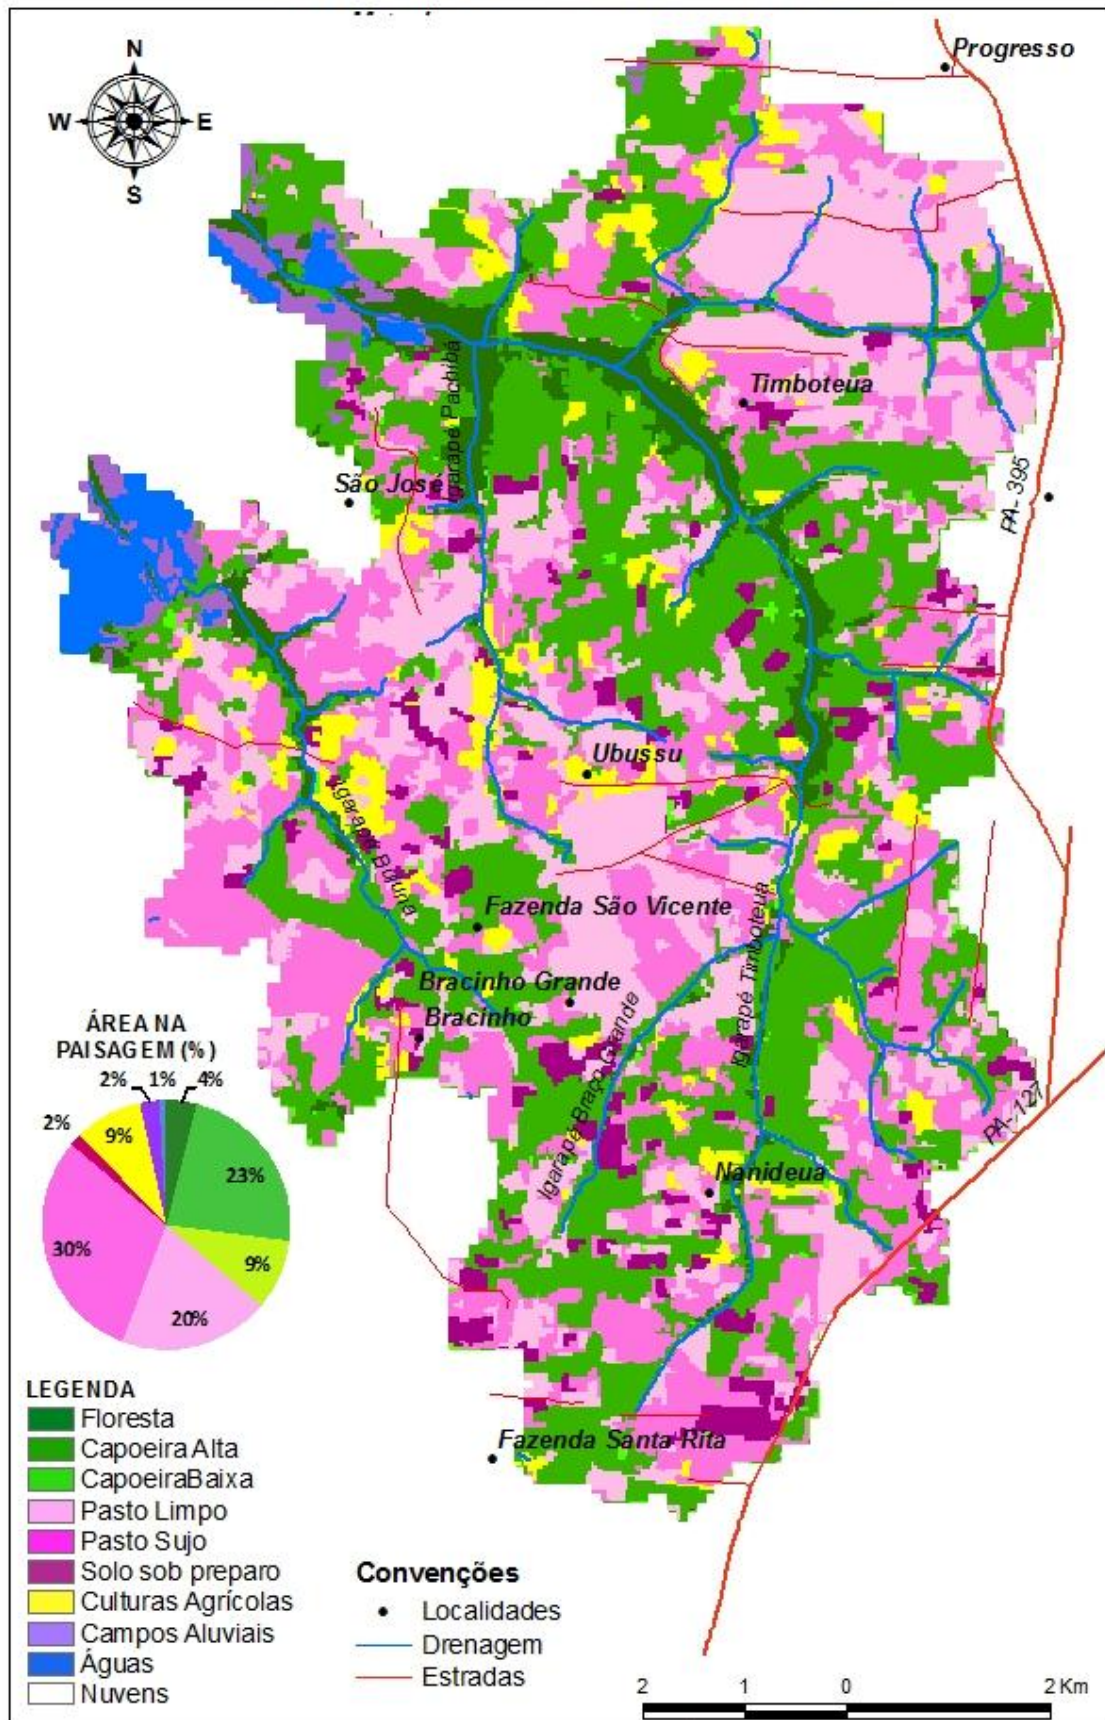 N
W
E
S
Progresso
Timboteua
Igarapé Pachibá
São José
PA-395
Ubussu
Igarapé Buiuna
Fazenda São Vicente
Igarapé Timboteua
Bracinho Grande
Bracinho
Igarapé Braço Grande
PA-127
Nanideua
Fazenda Santa Rita
ÁREA NA
PAISAGEM (%)
2%
1%
4%
2%
9%
23%
30%
9%
20%
LEGENDA
Floresta
Capoeira Alta
CapoeiraBaixa
Pasto Limpo
Pasto Sujo
Solo sob preparo
Culturas Agrícolas
Campos Aluviais
Águas
Nuvens
Convenções
Localidades
Drenagem
Estradas
2 1 0 2 Km